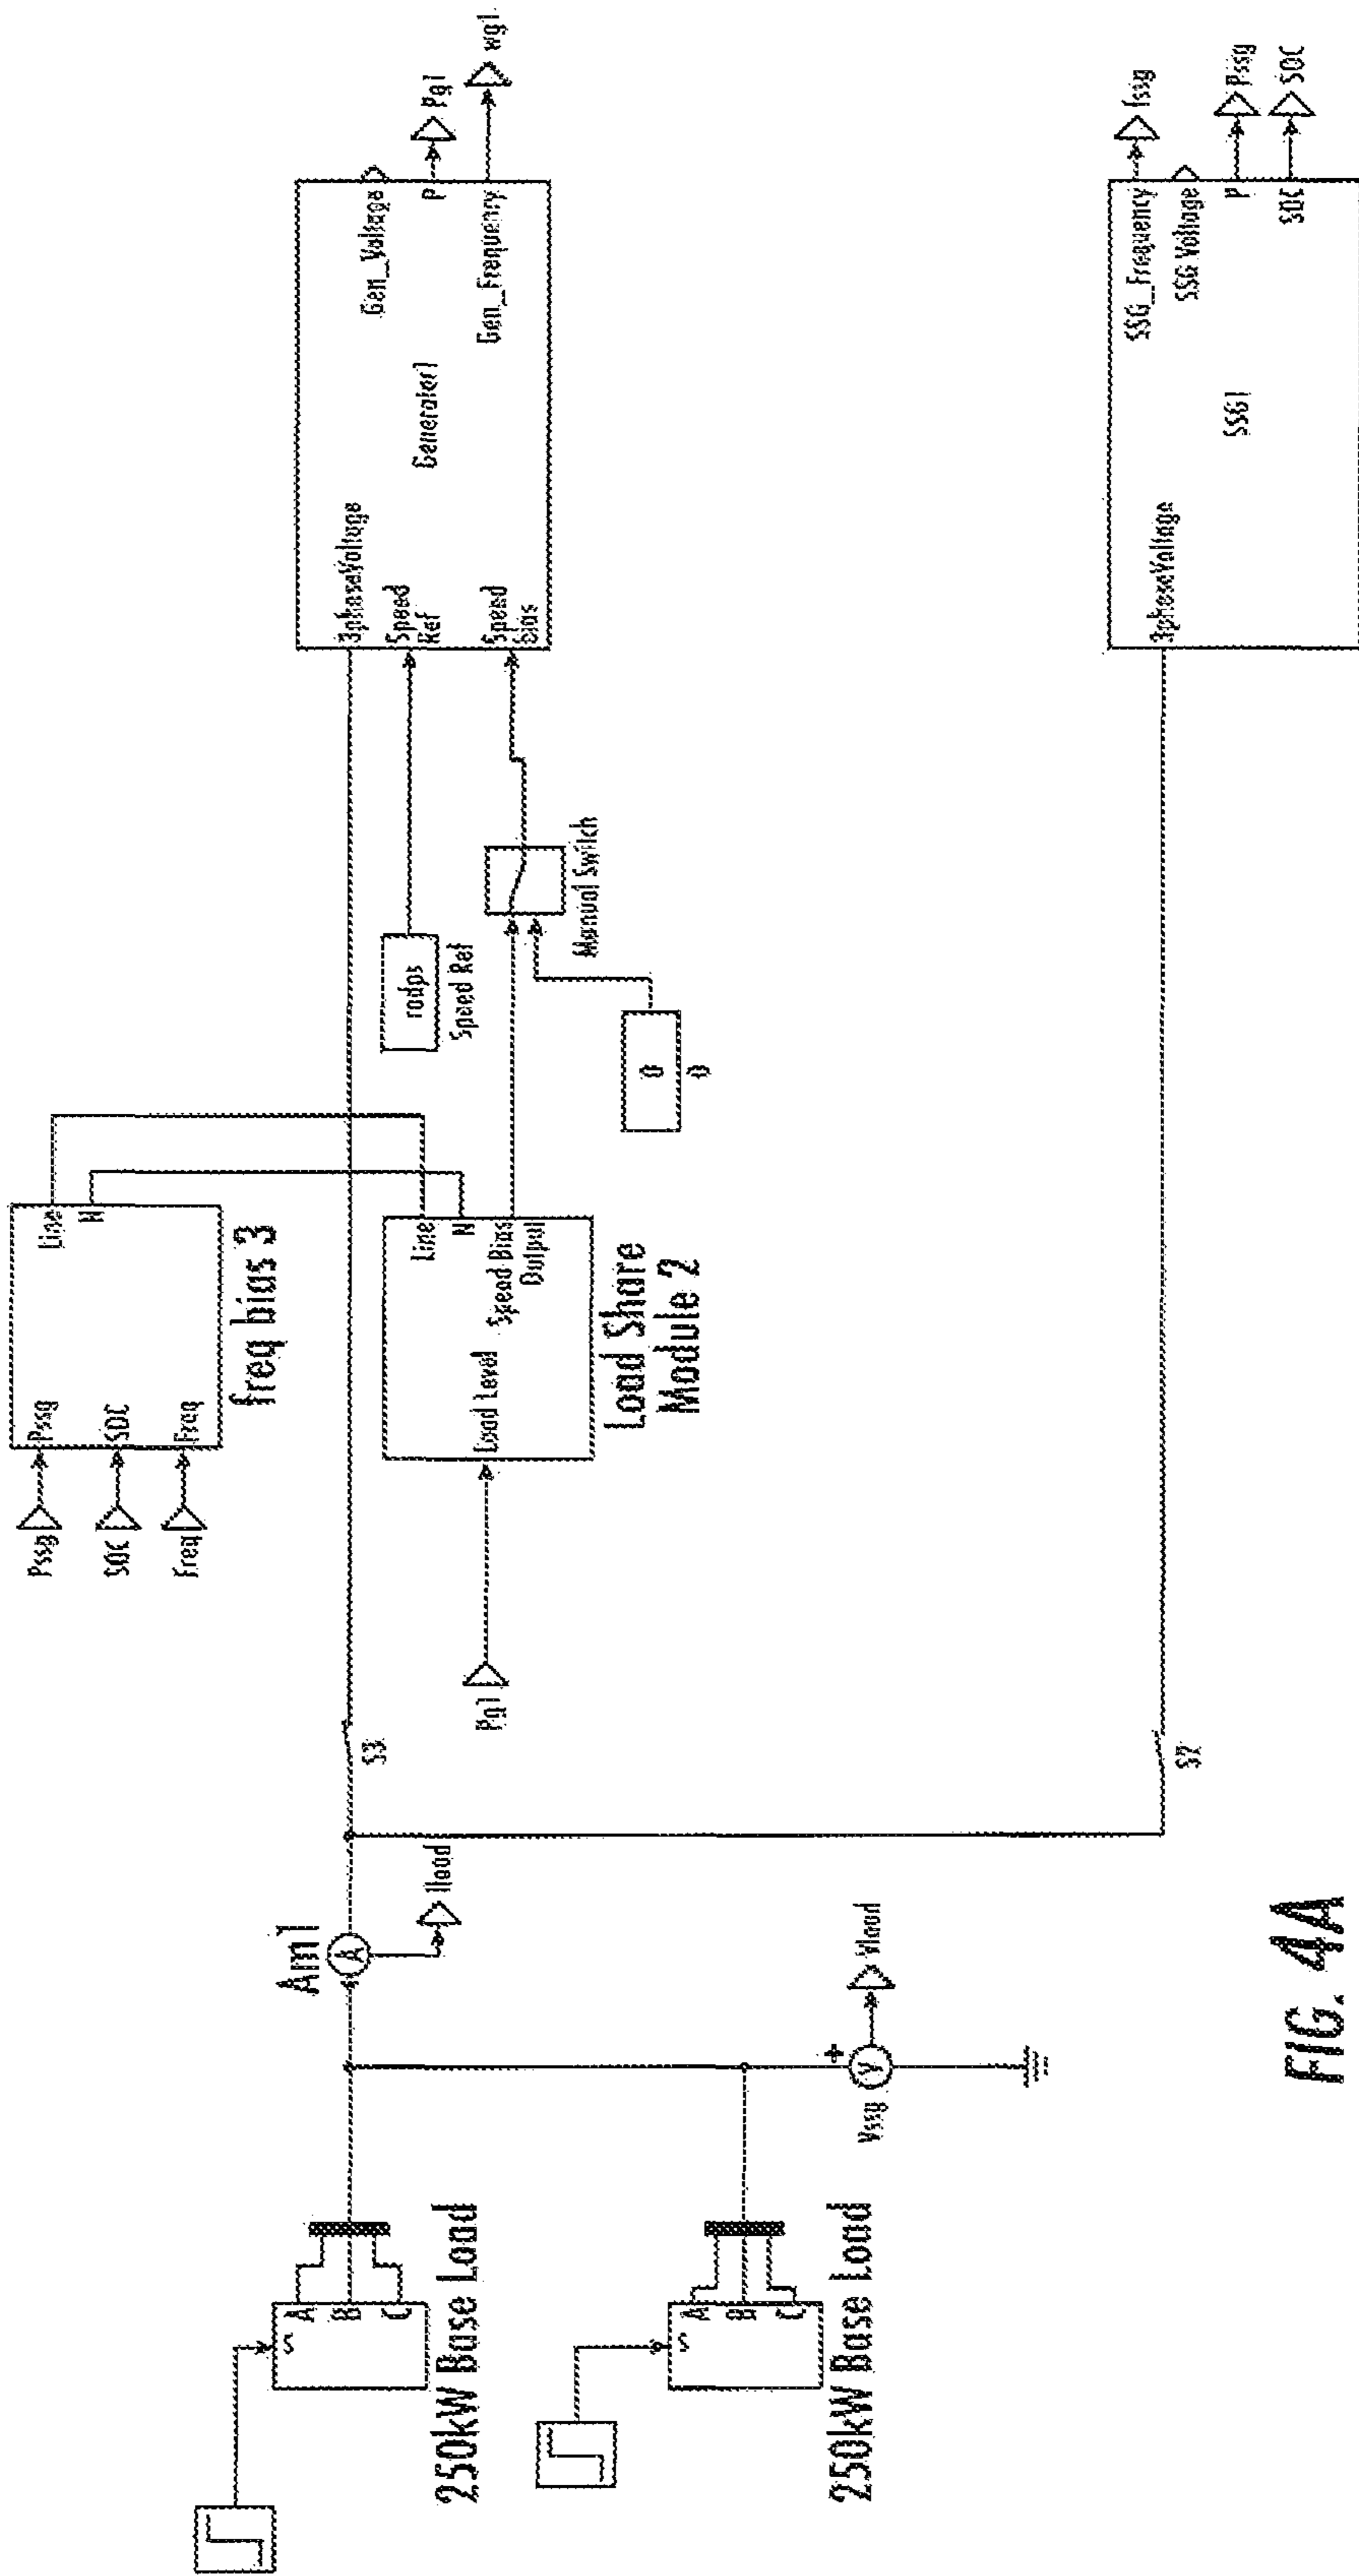 Pssg
SOC
Freq
Pssg
SOC
Freq
Line
N
freq bias 3
250kW Base Load
S
A
B
C
Am1
A
Iload
S3
Pg1
Load Level
Line
N
Speed Bias
Output
Load Share
Module 2
radps
Speed Ref
0
0
Manual Switch
3phaseVoltage
Speed
Ref
Speed
Bias
Generator1
Gen_Voltage
P
Gen_Frequency
Pg1
wg1
250kW Base Load
S
A
B
C
Vssg
+
V
Vload
S2
3phaseVoltage
SSG1
SSG_Frequency
SSG Voltage
P
SOC
fssg
Pssg
SOC
FIG. 4A